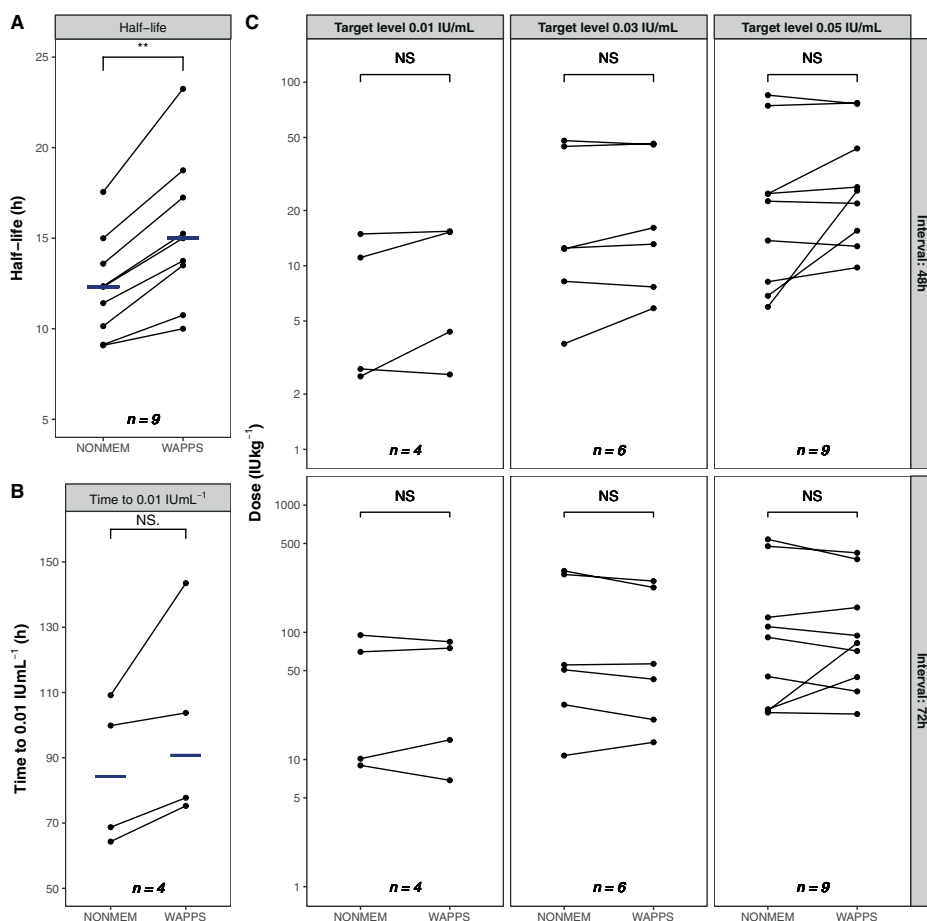 A
Half−life
**
Half−life (h)
25
20
15
10
5
n = 9
NONMEM
WAPPS
B
Time to 0.01 IUmL−1
NS.
Time to 0.01 IUmL−1 (h)
150
130
110
90
70
50
n = 4
NONMEM
WAPPS
C
Target level 0.01 IU/mL
Target level 0.03 IU/mL
Target level 0.05 IU/mL
Dose (IUkg−1)
100
50
20
10
5
2
1
NS
NS
NS
n = 4
n = 6
n = 9
Interval: 48h
1000
500
100
50
10
5
1
NS
NS
NS
n = 4
n = 6
n = 9
Interval: 72h
NONMEM
WAPPS
NONMEM
WAPPS
NONMEM
WAPPS